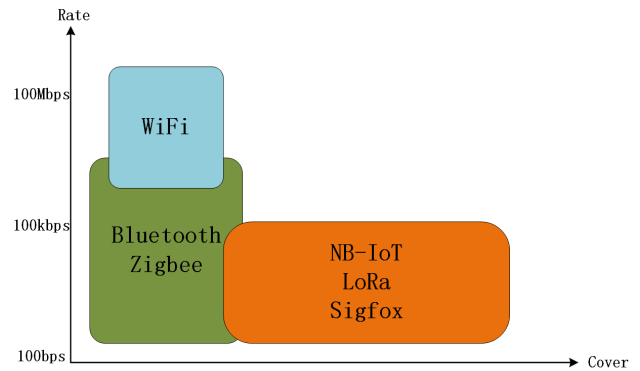 Rate
100Mbps
WiFi
100kbps
Bluetooth
Zigbee
NB-IoT
LoRa
Sigfox
100bps
Cover